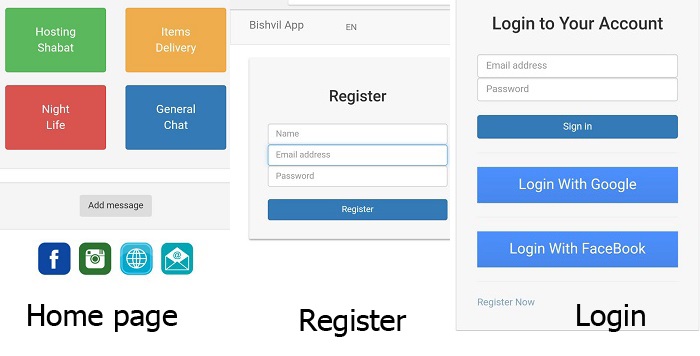 Hosting
Shabat
Items
Delivery
Night
Life
General
Chat
Add message
Home page
Bishvil App
EN
Register
Name
Email address
Password
Register
Register
Login to Your Account
Email address
Password
Sign In
Login With Google
Login With FaceBook
Register Now
Login